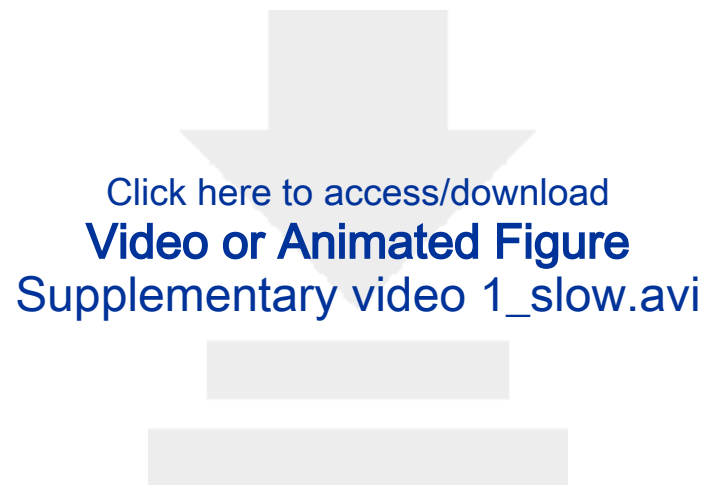 Click here to access/download
Video or Animated Figure
Supplementary video 1_slow.avi